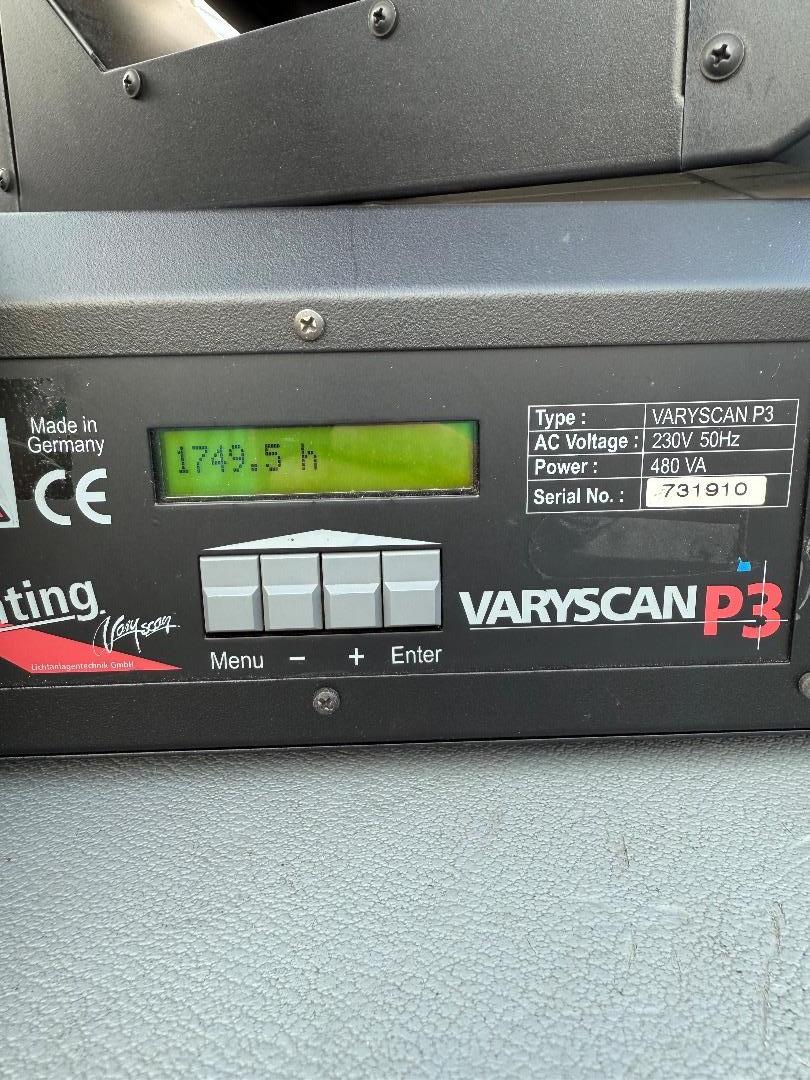 Made in
Germany
CE
1749.5 h
Type : VARYSCAN P3
AC Voltage : 230V 50Hz
Power : 480 VA
Serial No. : 731910
ting.
Varyscan
Lichtanlagentechnik GmbH
Menu - + Enter
VARYSCAN P3